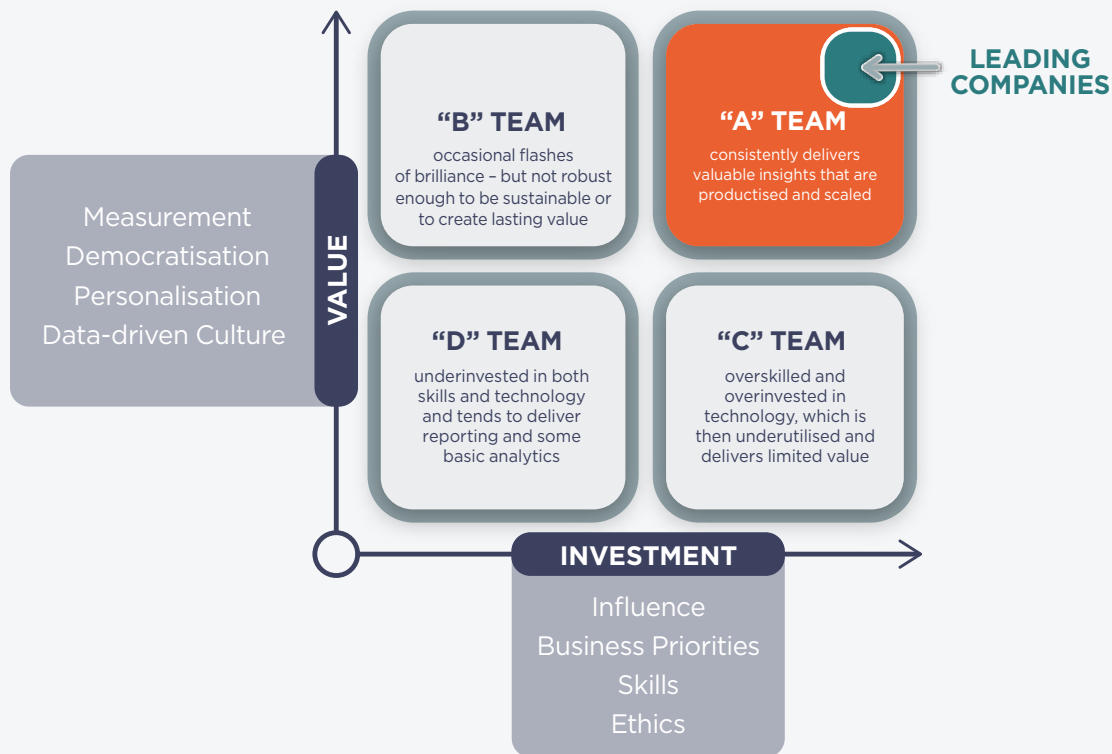 “B” TEAM
occasional flashes
of brilliance – but not robust
enough to be sustainable or
to create lasting value
“A” TEAM
consistently delivers
valuable insights that are
productised and scaled
LEADING
COMPANIES
Measurement
Democratisation
Personalisation
Data-driven Culture
VALUE
“D” TEAM
underinvested in both
skills and technology
and tends to deliver
reporting and some
basic analytics
“C” TEAM
overskilled and
overinvested in
technology, which is
then underutilised and
delivers limited value
INVESTMENT
Influence
Business Priorities
Skills
Ethics